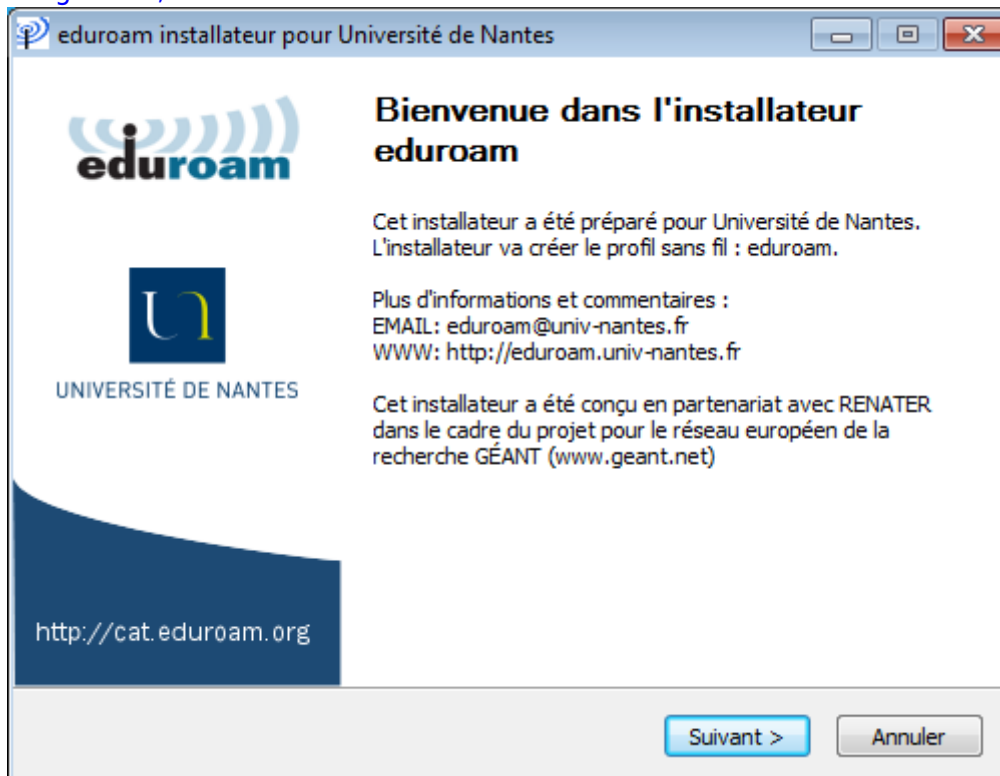 eduroam installateur pour Université de Nantes
eduroam
Bienvenue dans l'installateur
eduroam
Cet installateur a été préparé pour Université de Nantes.
L'installateur va créer le profil sans fil : eduroam.
Plus d'informations et commentaires :
EMAIL: eduroam@univ-nantes.fr
WWW: http://eduroam.univ-nantes.fr
UNIVERSITÉ DE NANTES
Cet installateur a été conçu en partenariat avec RENATER
dans le cadre du projet pour le réseau européen de la
recherche GÉANT (www.geant.net)
http://cat.eduroam.org
Suivant >
Annuler